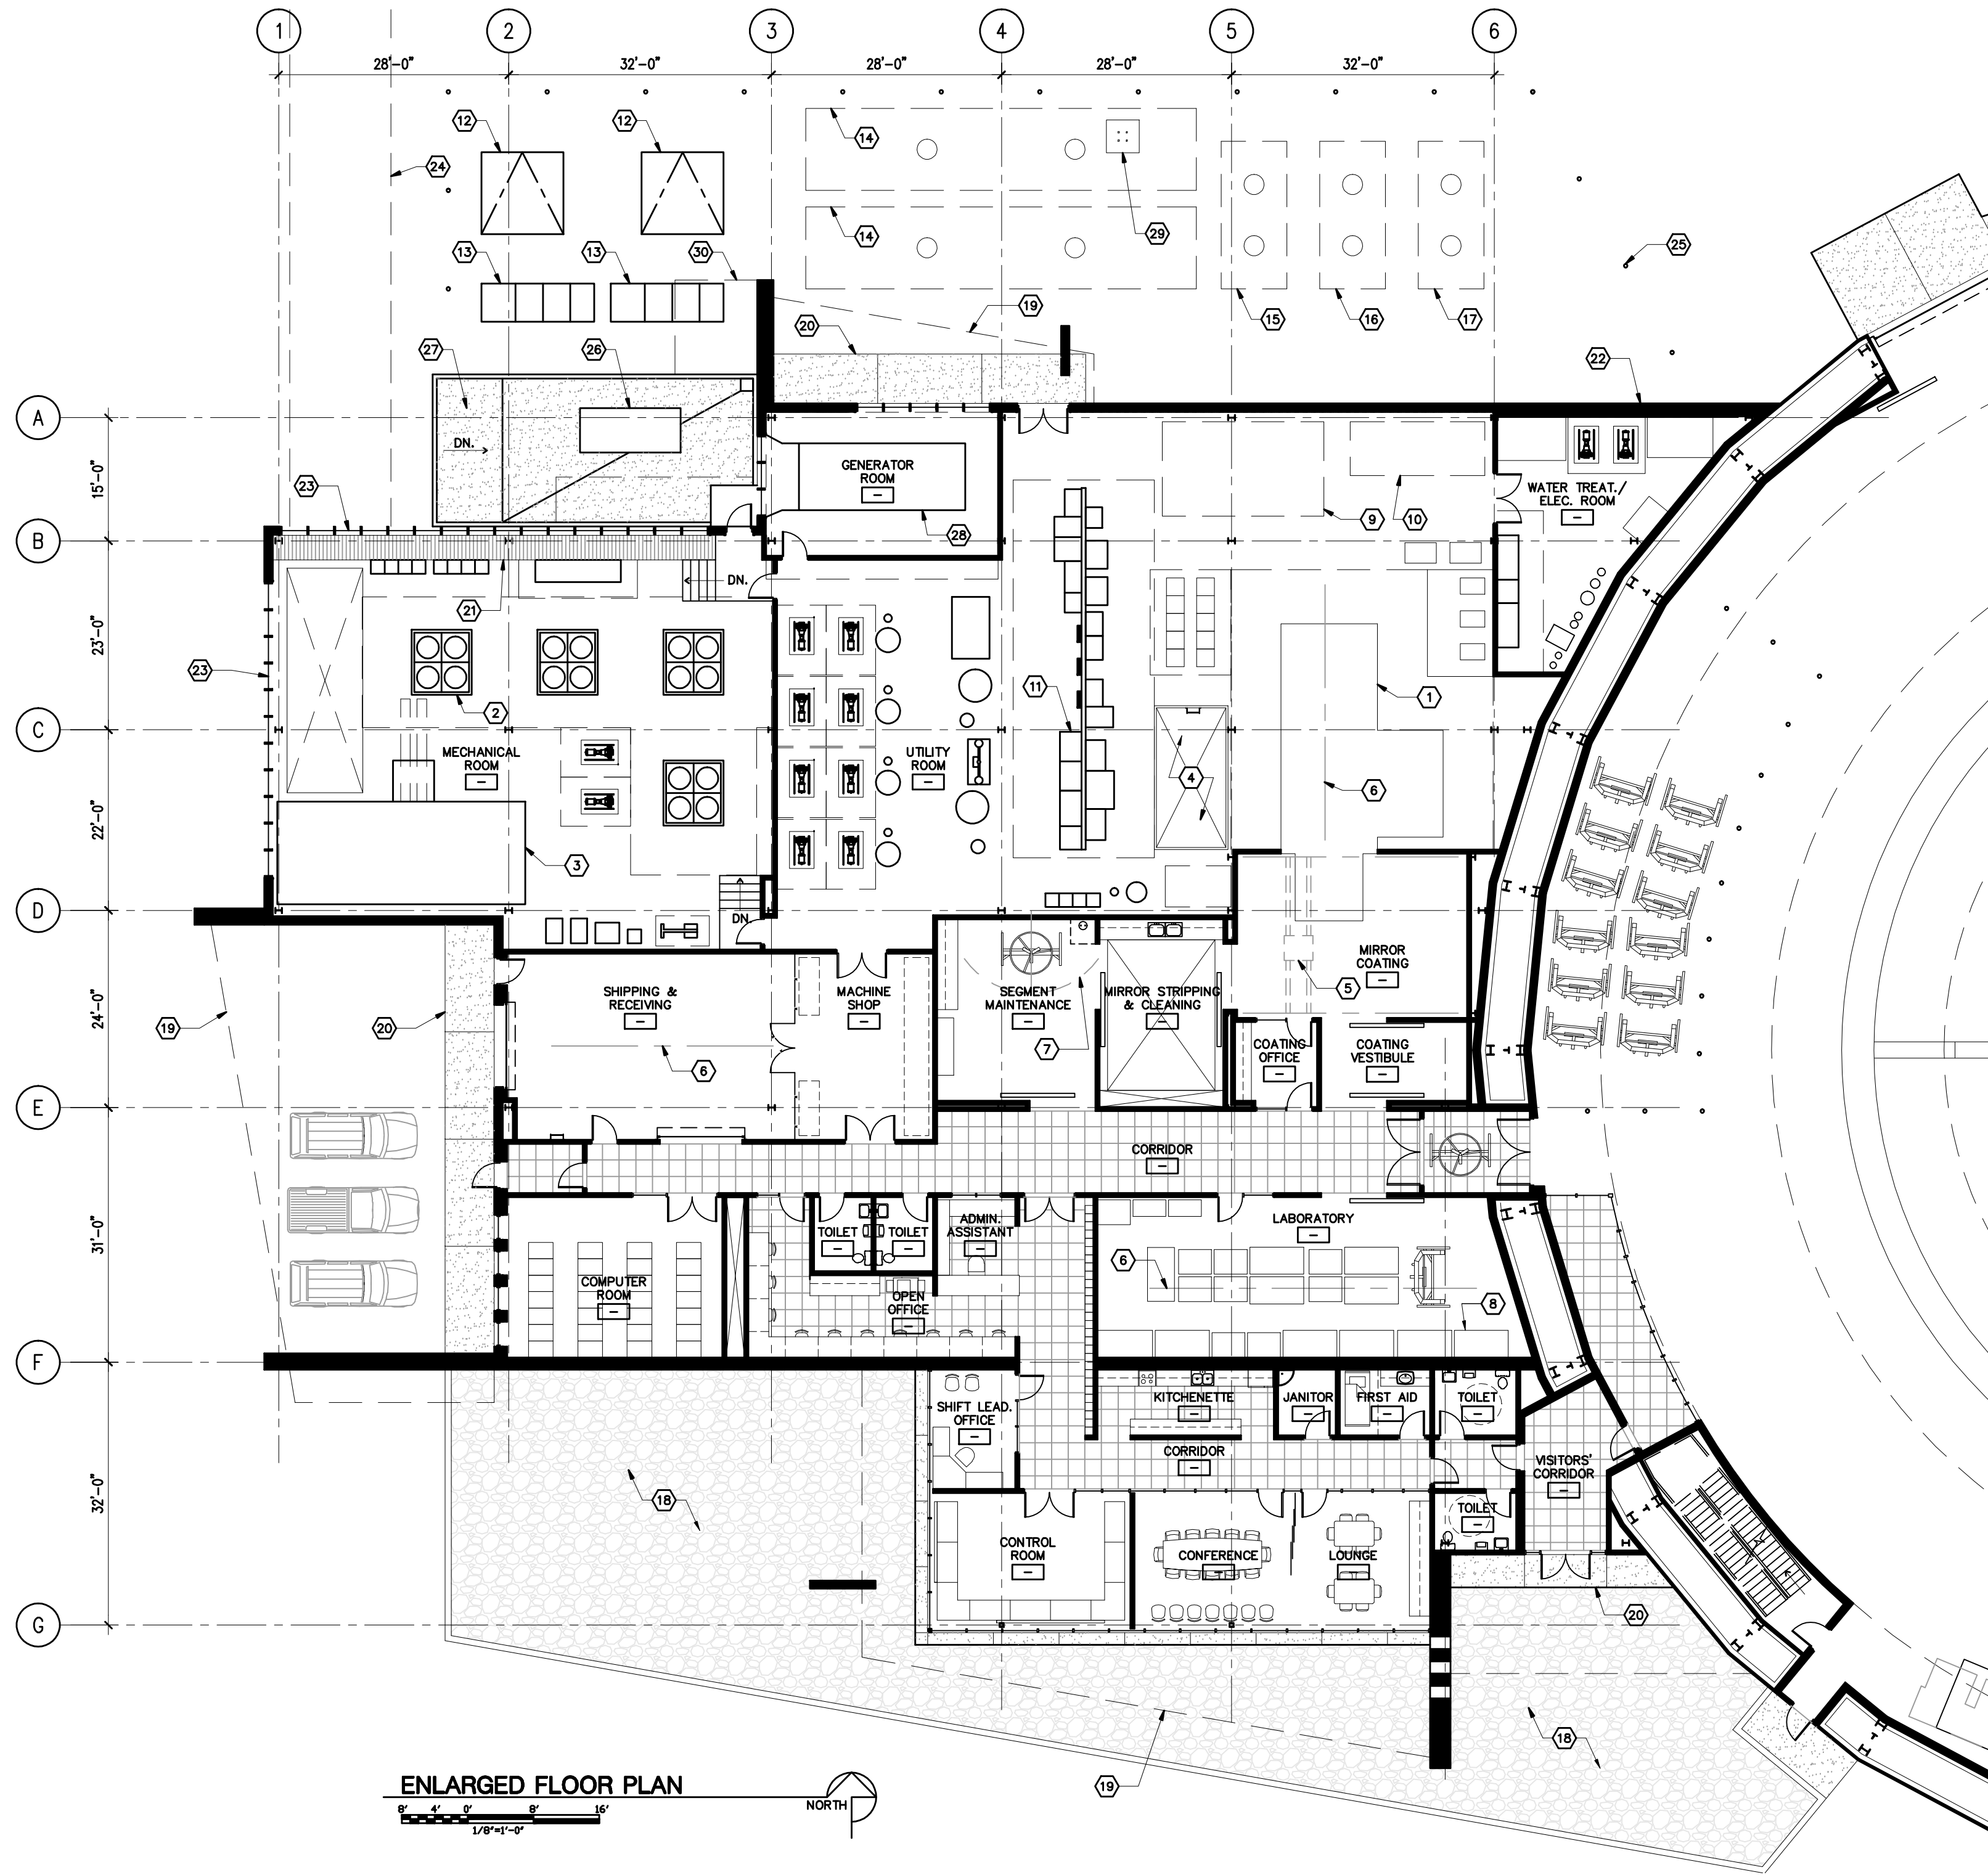 1 2 3 4 5 6
28'-0" 32'-0" 28'-0" 28'-0" 32'-0"
12 12 14
24
14 29
25
13 13 30
19
15 16 17
20
27 26
22
A
DN.
GENERATOR
ROOM
–
15'-0"
23
WATER TREAT./
ELEC. ROOM
–
9 10
28
B
21
DN.
23'-0"
23
11
1
2
C
MECHANICAL
ROOM
–
UTILITY
ROOM
–
4
6
22'-0"
3
D
DN.
MIRROR
COATING
–
SHIPPING &
RECEIVING
–
MACHINE
SHOP
–
SEGMENT
MAINTENANCE
–
MIRROR STRIPPING
& CLEANING
–
5
24'-0"
19
20
7
6
COATING
OFFICE
–
COATING
VESTIBULE
–
E
CORRIDOR
–
31'-0"
TOILET
–
TOILET
–
ADMIN.
ASSISTANT
–
LABORATORY
–
6
COMPUTER
ROOM
–
OPEN
OFFICE
–
8
F
SHIFT LEAD.
OFFICE
–
KITCHENETTE
–
JANITOR
–
FIRST AID
–
TOILET
–
CORRIDOR
–
VISITORS'
CORRIDOR
–
32'-0"
18
TOILET
–
CONTROL
ROOM
–
CONFERENCE
–
LOUNGE
–
20
G
18
19
ENLARGED FLOOR PLAN
NORTH
8' 4' 0' 8' 16'
1/8"=1'-0"